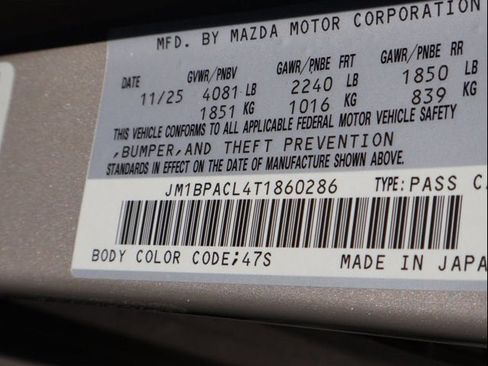 MFD. BY MAZDA MOTOR CORPORATION
DATE GVWR/PNBV GAWR/PNBE FRT GAWR/PNBE RR
11/25 4081 LB 2240 LB 1850 LB
1851 KG 1016 KG 839 KG
THIS VEHICLE CONFORMS TO ALL APPLICABLE FEDERAL MOTOR VEHICLE SAFETY
,BUMPER,AND THEFT PREVENTION
STANDARDS IN EFFECT ON THE DATE OF MANUFACTURE SHOWN ABOVE.
JM1BPACL4T1860286 TYPE:PASS C
BODY COLOR CODE;47S MADE IN JAPA